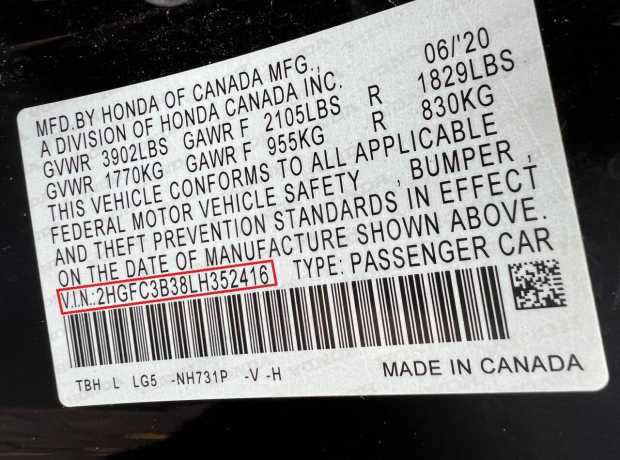 MFD.BY HONDA OF CANADA MFG., 06/'20
A DIVISION OF HONDA CANADA INC.
GVWR 3902LBS GAWR F 2105LBS R 1829LBS
GVWR 1770KG GAWR F 955KG R 830KG
THIS VEHICLE CONFORMS TO ALL APPLICABLE
FEDERAL MOTOR VEHICLE SAFETY , BUMPER ,
AND THEFT PREVENTION STANDARDS IN EFFECT
ON THE DATE OF MANUFACTURE SHOWN ABOVE.
V.I.N.:2HGFC3B38LH352416 TYPE: PASSENGER CAR
TBH L LG5 -NH731P -V -H MADE IN CANADA